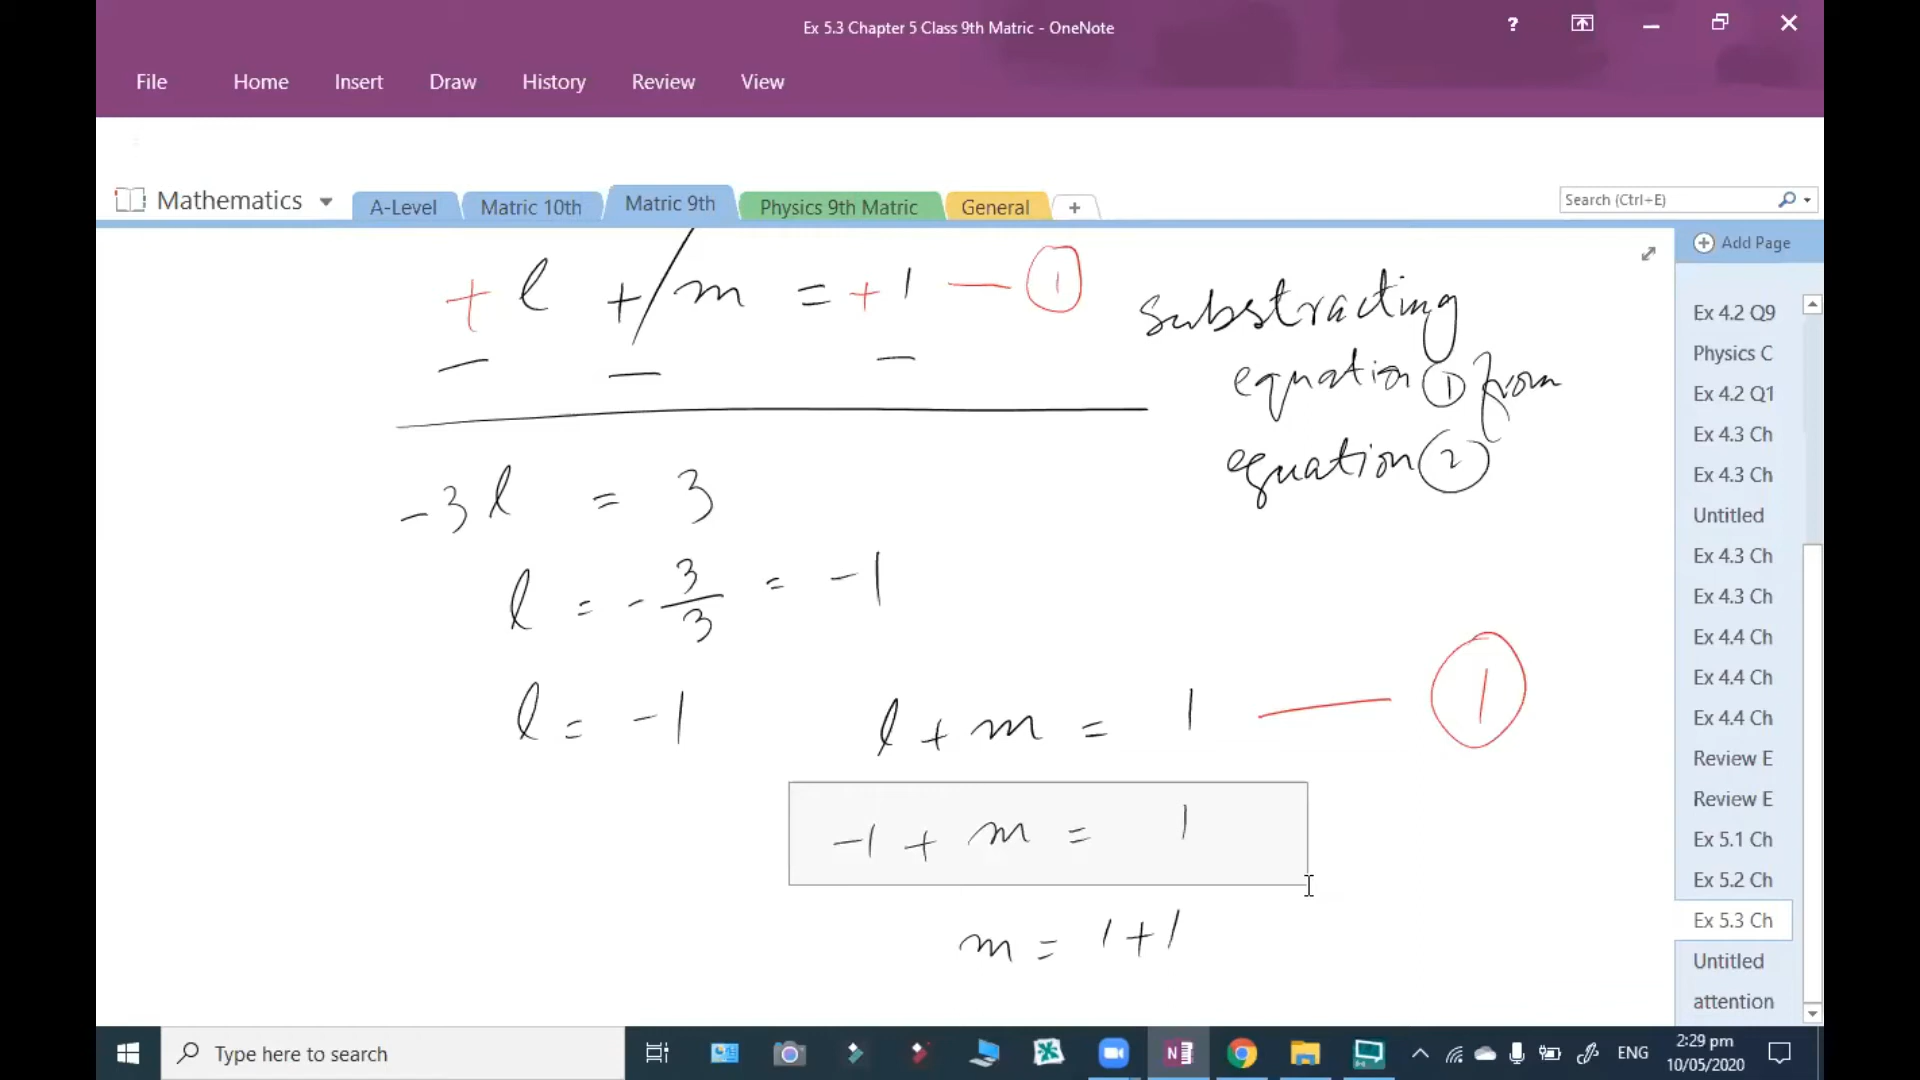 Ex 5.3 Chapter 5 Class 9th Matric - OneNote
?
File Home Insert Draw History Review View
Mathematics
A-Level
Matric 10th
Matric 9th
Physics 9th Matric
General
+
Search (Ctrl+E)
Add Page
Ex 4.2 Q9
Physics C
Ex 4.2 Q1
Ex 4.3 Ch
Ex 4.3 Ch
Untitled
Ex 4.3 Ch
Ex 4.3 Ch
Ex 4.4 Ch
Ex 4.4 Ch
Ex 4.4 Ch
Review E
Review E
Ex 5.1 Ch
Ex 5.2 Ch
Ex 5.3 Ch
Untitled
attention
+ l + m = + 1 — 1
— — —
substracting
equation 1 from
equation 2
-3 l = 3
l = - 3/3 = -1
l = -1
l + m = 1 — 1
-1 + m = 1
m = 1+1
Type here to search
N
ENG
2:29 pm
10/05/2020